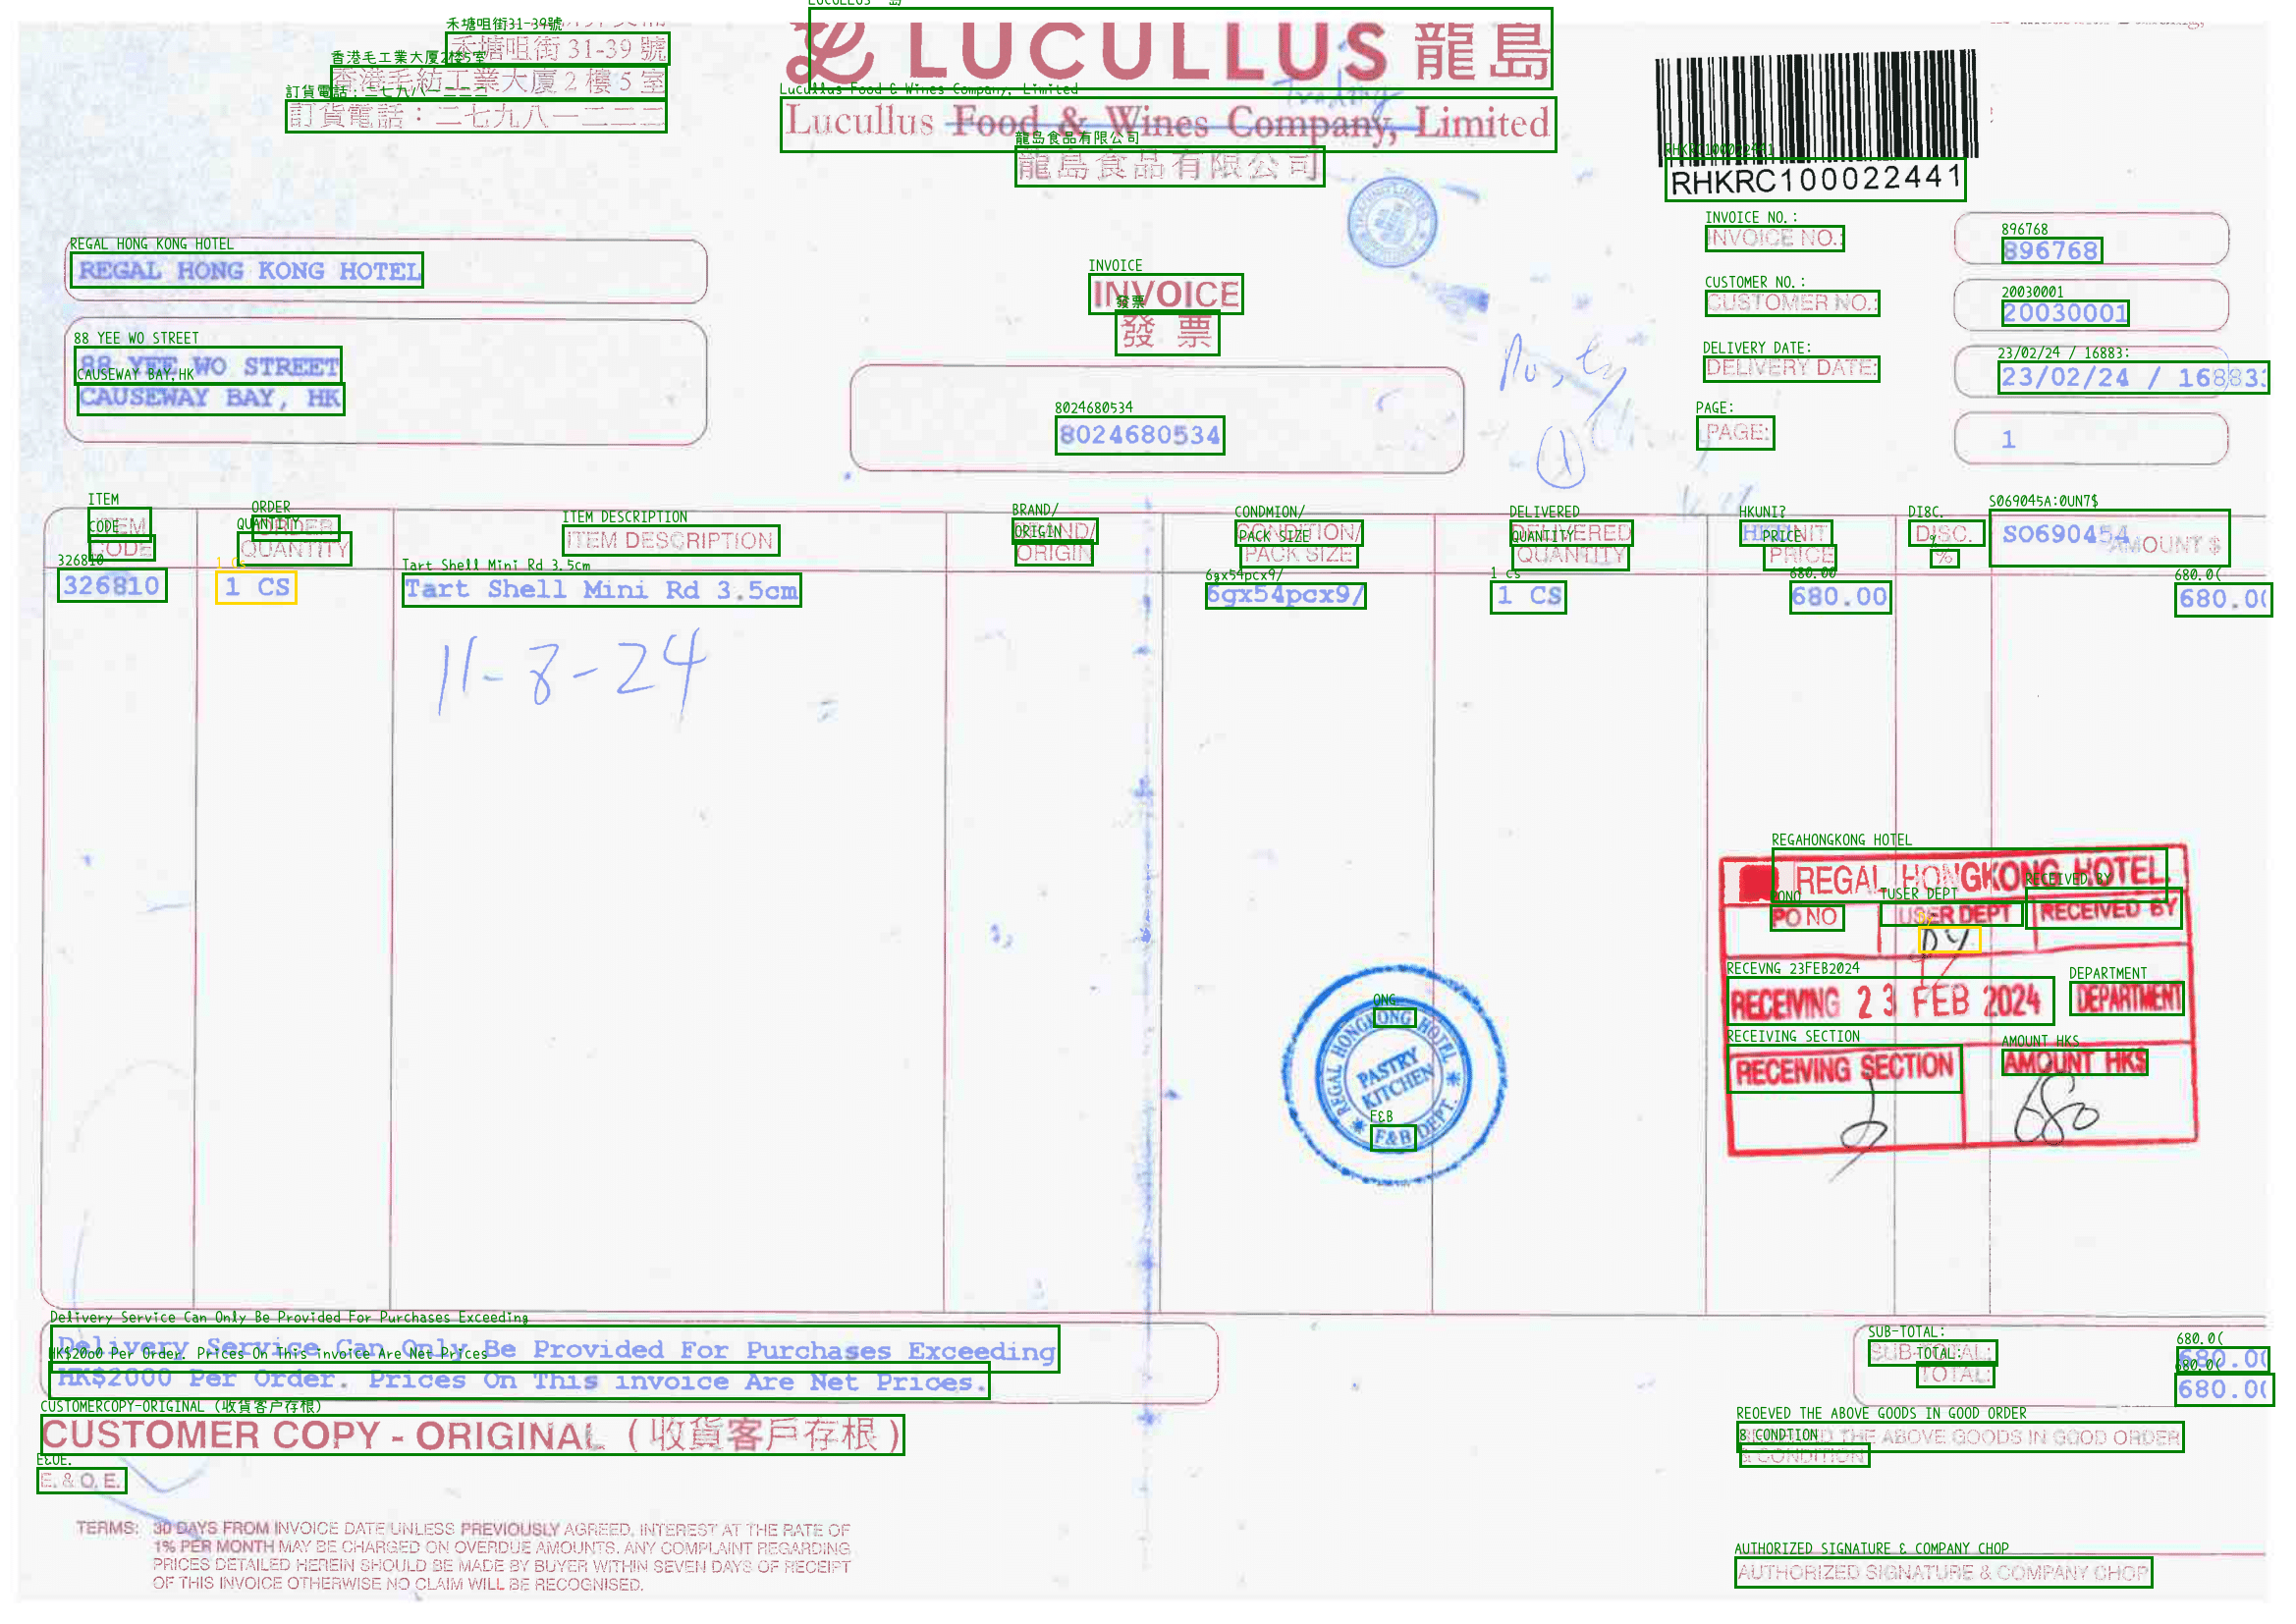 禾塘咀街 31-39 號
香港毛紡工業大廈 2 樓 5 室
訂貨電話：二七九八一二二二
LUCULLUS 龍島
Lucullus Food & Wines Company, Limited
Trading
龍島食品有限公司
RHKRC100022441
REGAL HONG KONG HOTEL
88 YEE WO STREET
CAUSEWAY BAY, HK
INVOICE
發票
8024680534
INVOICE NO.: 896768
CUSTOMER NO.: 20030001
DELIVERY DATE: 23/02/24 / 16883
PAGE: 1
1
ITEM CODE ORDER QUANTITY ITEM DESCRIPTION BRAND/ ORIGIN CONDITION/ PACK SIZE DELIVERED QUANTITY UNIT PRICE DISC. % SO690454 AMOUNT $
326810 1 CS Tart Shell Mini Rd 3.5cm 6gx54pcx9/ 1 CS 680.00 680.0
11-8-24
REGAL HONGKONG HOTEL
PO NO USER DEPT RECEIVED BY
RECEIVING 23 FEB 2024 DEPARTMENT
RECEIVING SECTION AMOUNT HK$
680
REGAL HONGKONG HOTEL
PASTRY
KITCHEN
F&B DEPT.
Delivery Service Can Only Be Provided For Purchases Exceeding
HK$2000 Per Order. Prices On This invoice Are Net Prices.
SUB-TOTAL: 680.0
TOTAL: 680.0
CUSTOMER COPY - ORIGINAL (收貨客戶存根)
E. & O. E.
RECEIVED THE ABOVE GOODS IN GOOD ORDER
& CONDITION
TERMS: 30 DAYS FROM INVOICE DATE UNLESS PREVIOUSLY AGREED, INTEREST AT THE RATE OF
1% PER MONTH MAY BE CHARGED ON OVERDUE AMOUNTS. ANY COMPLAINT REGARDING
PRICES DETAILED HEREIN SHOULD BE MADE BY BUYER WITHIN SEVEN DAYS OF RECEIPT
OF THIS INVOICE OTHERWISE NO CLAIM WILL BE RECOGNISED.
AUTHORIZED SIGNATURE & COMPANY CHOP